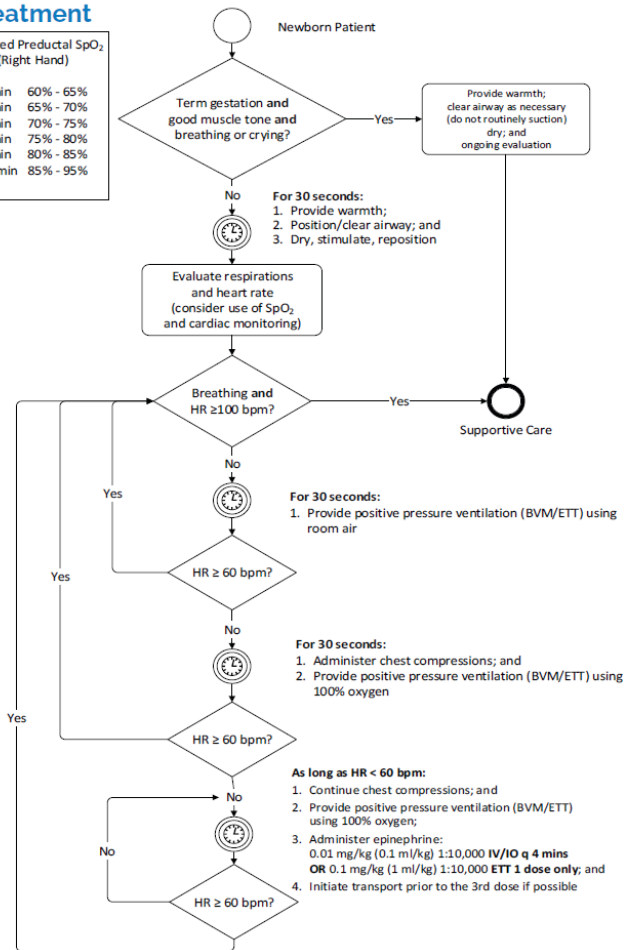 eatment
Newborn Patient
ed Preductal SpO₂
(Right Hand)
in 60% - 65%
in 65% - 70%
in 70% - 75%
in 75% - 80%
in 80% - 85%
min 85% - 95%
Term gestation and
good muscle tone and
breathing or crying?
Yes
Provide warmth;
clear airway as necessary
(do not routinely suction)
dry; and
ongoing evaluation
No
For 30 seconds:
1. Provide warmth;
2. Position/clear airway; and
3. Dry, stimulate, reposition
Evaluate respirations
and heart rate
(consider use of SpO₂
and cardiac monitoring)
Breathing and
HR ≥100 bpm?
Yes
Supportive Care
No
Yes
For 30 seconds:
1. Provide positive pressure ventilation (BVM/ETT) using
room air
HR ≥ 60 bpm?
Yes
No
For 30 seconds:
1. Administer chest compressions; and
2. Provide positive pressure ventilation (BVM/ETT) using
100% oxygen
Yes
HR ≥ 60 bpm?
No
As long as HR < 60 bpm:
1. Continue chest compressions; and
2. Provide positive pressure ventilation (BVM/ETT)
using 100% oxygen;
3. Administer epinephrine:
0.01 mg/kg (0.1 ml/kg) 1:10,000 IV/IO q 4 mins
OR 0.1 mg/kg (1 ml/kg) 1:10,000 ETT 1 dose only; and
4. Initiate transport prior to the 3rd dose if possible
No
HR ≥ 60 bpm?